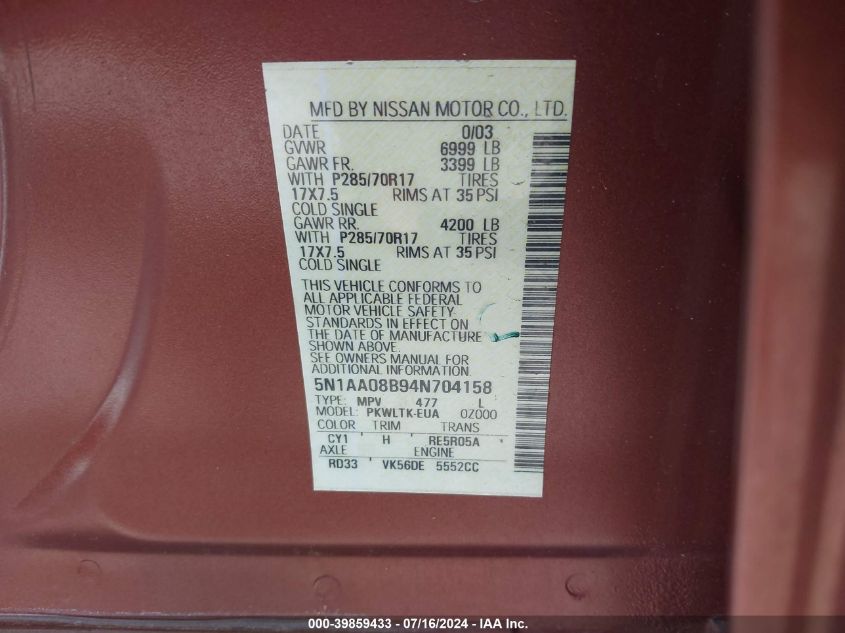 MFD BY NISSAN MOTOR CO., LTD.
DATE 0/03
GVWR 6999 LB
GAWR FR. 3399 LB
WITH P285/70R17 TIRES
17X7.5 RIMS AT 35 PSI
COLD SINGLE
GAWR RR. 4200 LB
WITH P285/70R17 TIRES
17X7.5 RIMS AT 35 PSI
COLD SINGLE
THIS VEHICLE CONFORMS TO
ALL APPLICABLE FEDERAL
MOTOR VEHICLE SAFETY
STANDARDS IN EFFECT ON
THE DATE OF MANUFACTURE
SHOWN ABOVE.
SEE OWNERS MANUAL FOR
ADDITIONAL INFORMATION.
5N1AA08B94N704158
TYPE: MPV 477 L
MODEL: PKWLTK-EUA 0Z000
COLOR TRIM TRANS
CY1 H RE5R05A
AXLE ENGINE
RD33 VK56DE 5552CC
000-39859433 - 07/16/2024 - IAA Inc.